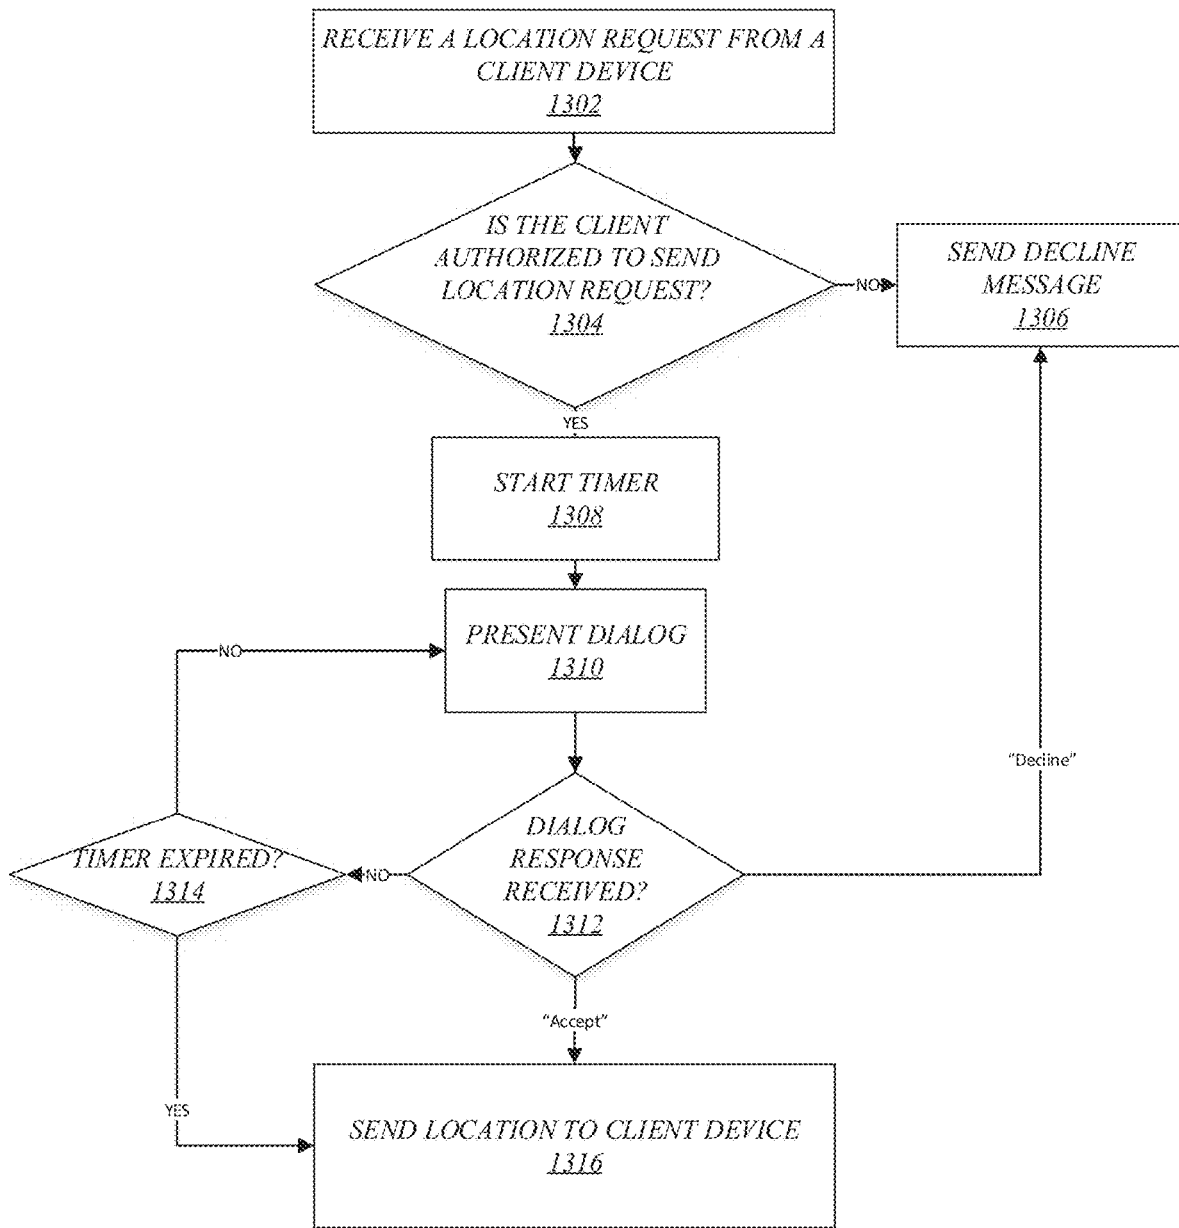 RECEIVE A LOCATION REQUEST FROM A
CLIENT DEVICE
1302
IS THE CLIENT
AUTHORIZED TO SEND
LOCATION REQUEST?
1304
NO
SEND DECLINE
MESSAGE
1306
YES
START TIMER
1308
PRESENT DIALOG
1310
NO
"Decline"
DIALOG
RESPONSE
RECEIVED?
1312
NO
TIMER EXPIRED?
1314
"Accept"
YES
SEND LOCATION TO CLIENT DEVICE
1316